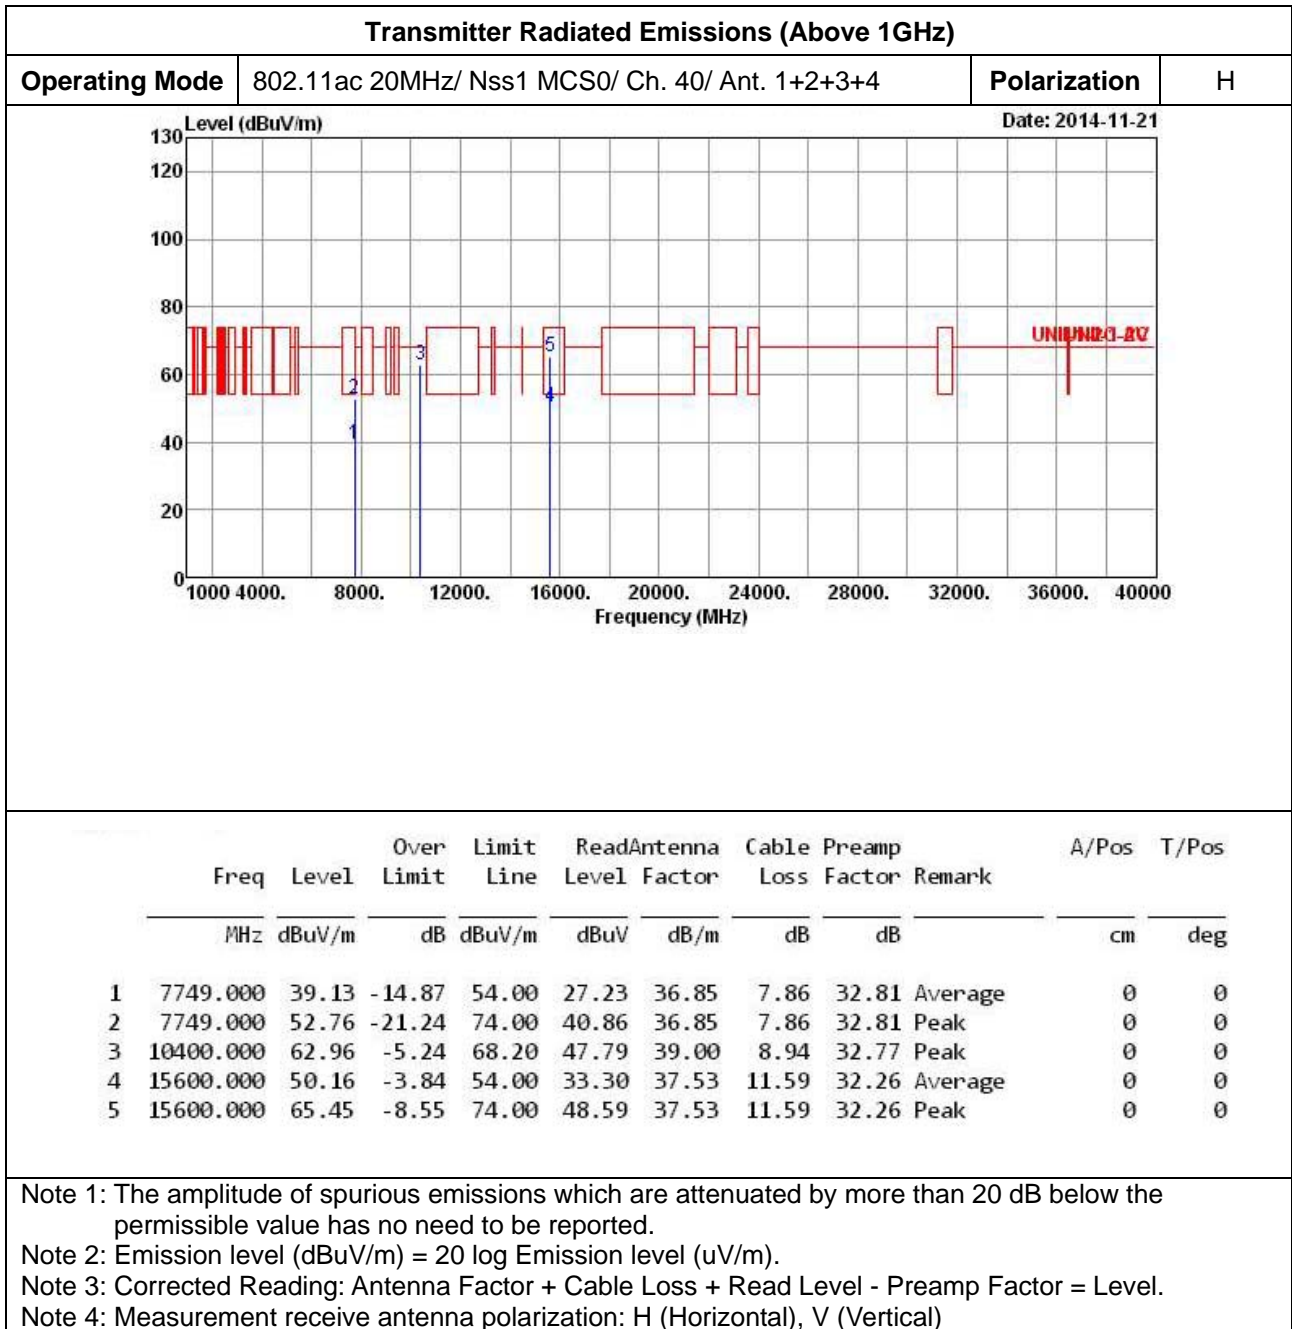 Transmitter Radiated Emissions (Above 1GHz)
Operating Mode 802.11ac 20MHz/ Nss1 MCS0/ Ch. 40/ Ant. 1+2+3+4 Polarization H
Level (dBuV/m) Date: 2014-11-21
130
120
100
80
60
40
20
0
5
3
2
4
1
1000 4000. 8000. 12000. 16000. 20000. 24000. 28000. 32000. 36000. 40000
Frequency (MHz)
Over Limit ReadAntenna Cable Preamp A/Pos T/Pos
Freq Level Limit Line Level Factor Loss Factor Remark
MHz dBuV/m dB dBuV/m dBuV dB/m dB dB cm deg
1 7749.000 39.13 -14.87 54.00 27.23 36.85 7.86 32.81 Average 0 0
2 7749.000 52.76 -21.24 74.00 40.86 36.85 7.86 32.81 Peak 0 0
3 10400.000 62.96 -5.24 68.20 47.79 39.00 8.94 32.77 Peak 0 0
4 15600.000 50.16 -3.84 54.00 33.30 37.53 11.59 32.26 Average 0 0
5 15600.000 65.45 -8.55 74.00 48.59 37.53 11.59 32.26 Peak 0 0
Note 1: The amplitude of spurious emissions which are attenuated by more than 20 dB below the
permissible value has no need to be reported.
Note 2: Emission level (dBuV/m) = 20 log Emission level (uV/m).
Note 3: Corrected Reading: Antenna Factor + Cable Loss + Read Level - Preamp Factor = Level.
Note 4: Measurement receive antenna polarization: H (Horizontal), V (Vertical)